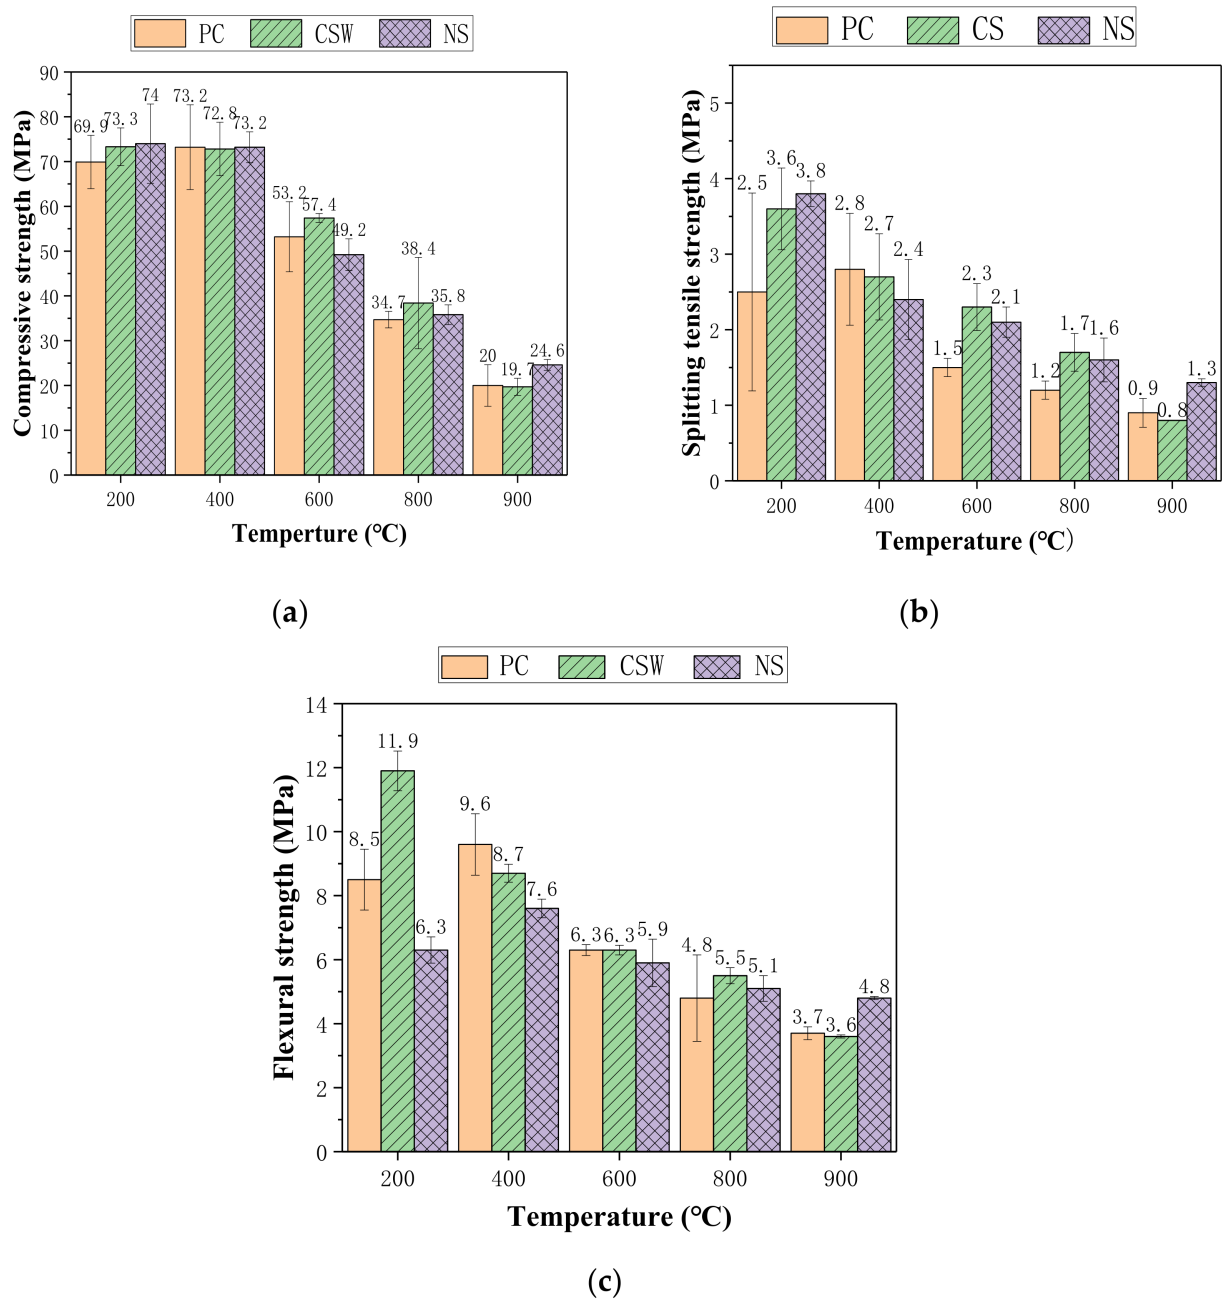 PC CSW NS
90
80
70
60
50
40
30
20
10
0
Compressive strength (MPa)
69.9 73.3 74 73.2 72.8 73.2 53.2 57.4 49.2 34.7 38.4 35.8 20 19.7 24.6
200 400 600 800 900
Temperture (℃)
(a)
PC CS NS
5
4
3
2
1
0
Splitting tensile strength (MPa)
2.5 3.6 3.8 2.8 2.7 2.4 1.5 2.3 2.1 1.2 1.7 1.6 0.9 0.8 1.3
200 400 600 800 900
Temperature (℃)
(b)
PC CSW NS
14
12
10
8
6
4
2
0
Flexural strength (MPa)
8.5 11.9 6.3 9.6 8.7 7.6 6.3 6.3 5.9 4.8 5.5 5.1 3.7 3.6 4.8
200 400 600 800 900
Temperature (℃)
(c)